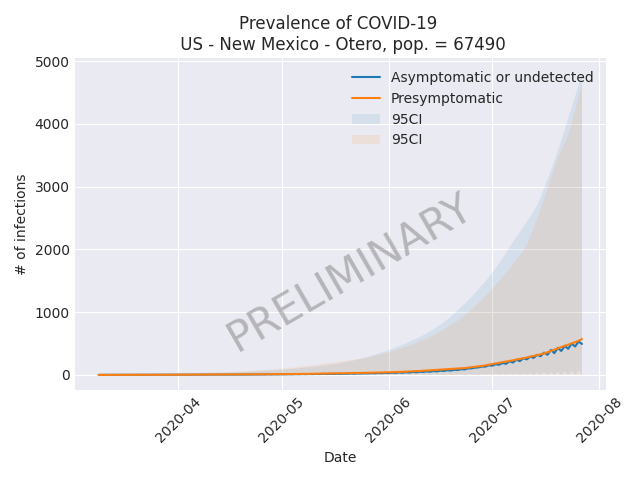 Prevalence of COVID-19
US - New Mexico - Otero, pop. = 67490
5000
4000
3000
2000
1000
0
# of infections
Asymptomatic or undetected
Presymptomatic
95CI
95CI
PRELIMINARY
2020-04
2020-05
2020-06
2020-07
2020-08
Date